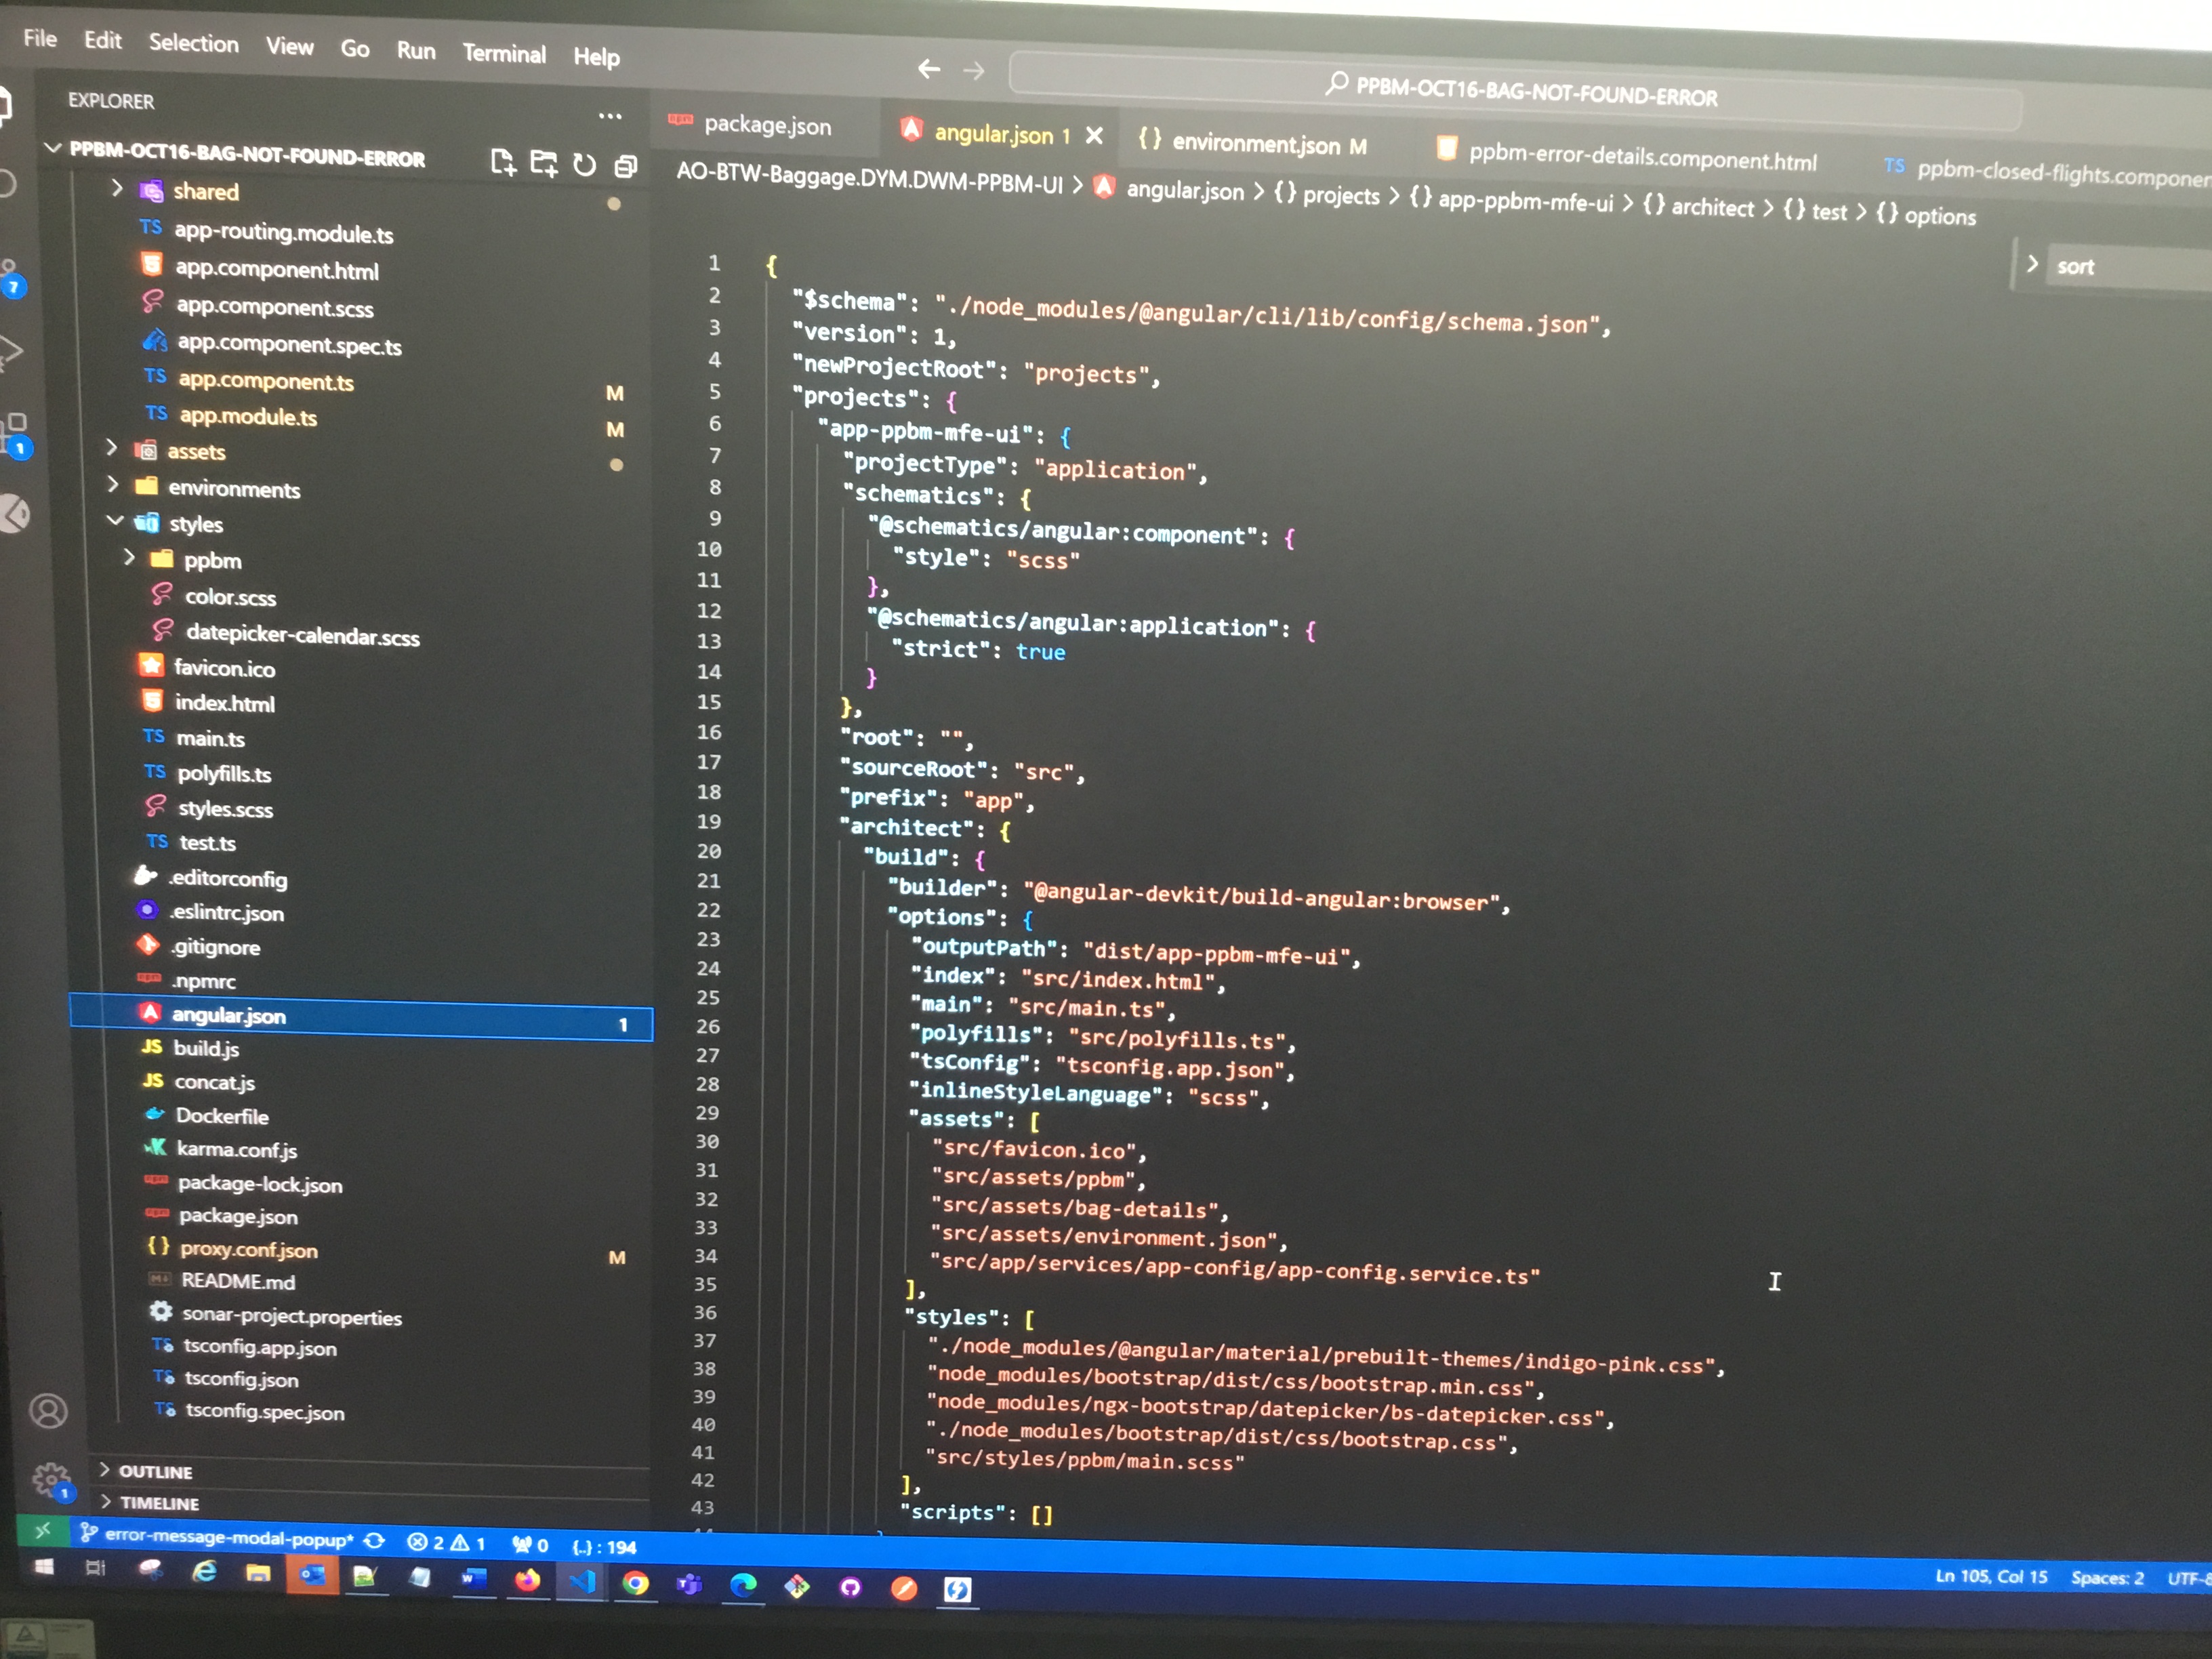 File Edit Selection View Go Run Terminal Help
PPBM-OCT16-BAG-NOT-FOUND-ERROR
EXPLORER
PPBM-OCT16-BAG-NOT-FOUND-ERROR
shared
TS app-routing.module.ts
app.component.html
app.component.scss
app.component.spec.ts
TS app.component.ts M
TS app.module.ts M
assets
environments
styles
ppbm
color.scss
datepicker-calendar.scss
favicon.ico
index.html
TS main.ts
TS polyfills.ts
styles.scss
TS test.ts
.editorconfig
.eslintrc.json
.gitignore
.npmrc
angular.json 1
JS build.js
JS concat.js
Dockerfile
karma.conf.js
package-lock.json
package.json
{} proxy.conf.json M
README.md
sonar-project.properties
tsconfig.app.json
tsconfig.json
tsconfig.spec.json
OUTLINE
TIMELINE
7
1
1
package.json angular.json 1 {} environment.json M ppbm-error-details.component.html TS ppbm-closed-flights.componen
AO-BTW-Baggage.DYM.DWM-PPBM-UI > angular.json > {} projects > {} app-ppbm-mfe-ui > {} architect > {} test > {} options
sort
1 {
2 "$schema": "./node_modules/@angular/cli/lib/config/schema.json",
3 "version": 1,
4 "newProjectRoot": "projects",
5 "projects": {
6 "app-ppbm-mfe-ui": {
7 "projectType": "application",
8 "schematics": {
9 "@schematics/angular:component": {
10 "style": "scss"
11 },
12 "@schematics/angular:application": {
13 "strict": true
14 }
15 },
16 "root": "",
17 "sourceRoot": "src",
18 "prefix": "app",
19 "architect": {
20 "build": {
21 "builder": "@angular-devkit/build-angular:browser",
22 "options": {
23 "outputPath": "dist/app-ppbm-mfe-ui",
24 "index": "src/index.html",
25 "main": "src/main.ts",
26 "polyfills": "src/polyfills.ts",
27 "tsConfig": "tsconfig.app.json",
28 "inlineStyleLanguage": "scss",
29 "assets": [
30 "src/favicon.ico",
31 "src/assets/ppbm",
32 "src/assets/bag-details",
33 "src/assets/environment.json",
34 "src/app/services/app-config/app-config.service.ts"
35 ],
36 "styles": [
37 "./node_modules/@angular/material/prebuilt-themes/indigo-pink.css",
38 "node_modules/bootstrap/dist/css/bootstrap.min.css",
39 "node_modules/ngx-bootstrap/datepicker/bs-datepicker.css",
40 "./node_modules/bootstrap/dist/css/bootstrap.css",
41 "src/styles/ppbm/main.scss"
42 ],
43 "scripts": []
error-message-modal-popup* 2 1 0 {..} : 194 Ln 105, Col 15 Spaces: 2 UTF-8